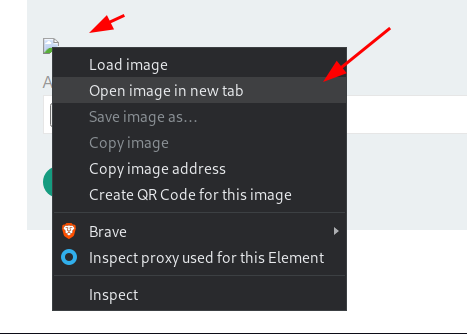 Load image
A
Open image in new tab
Save image as...
Copy image
Copy image address
Create QR Code for this image
Brave
Inspect proxy used for this Element
Inspect